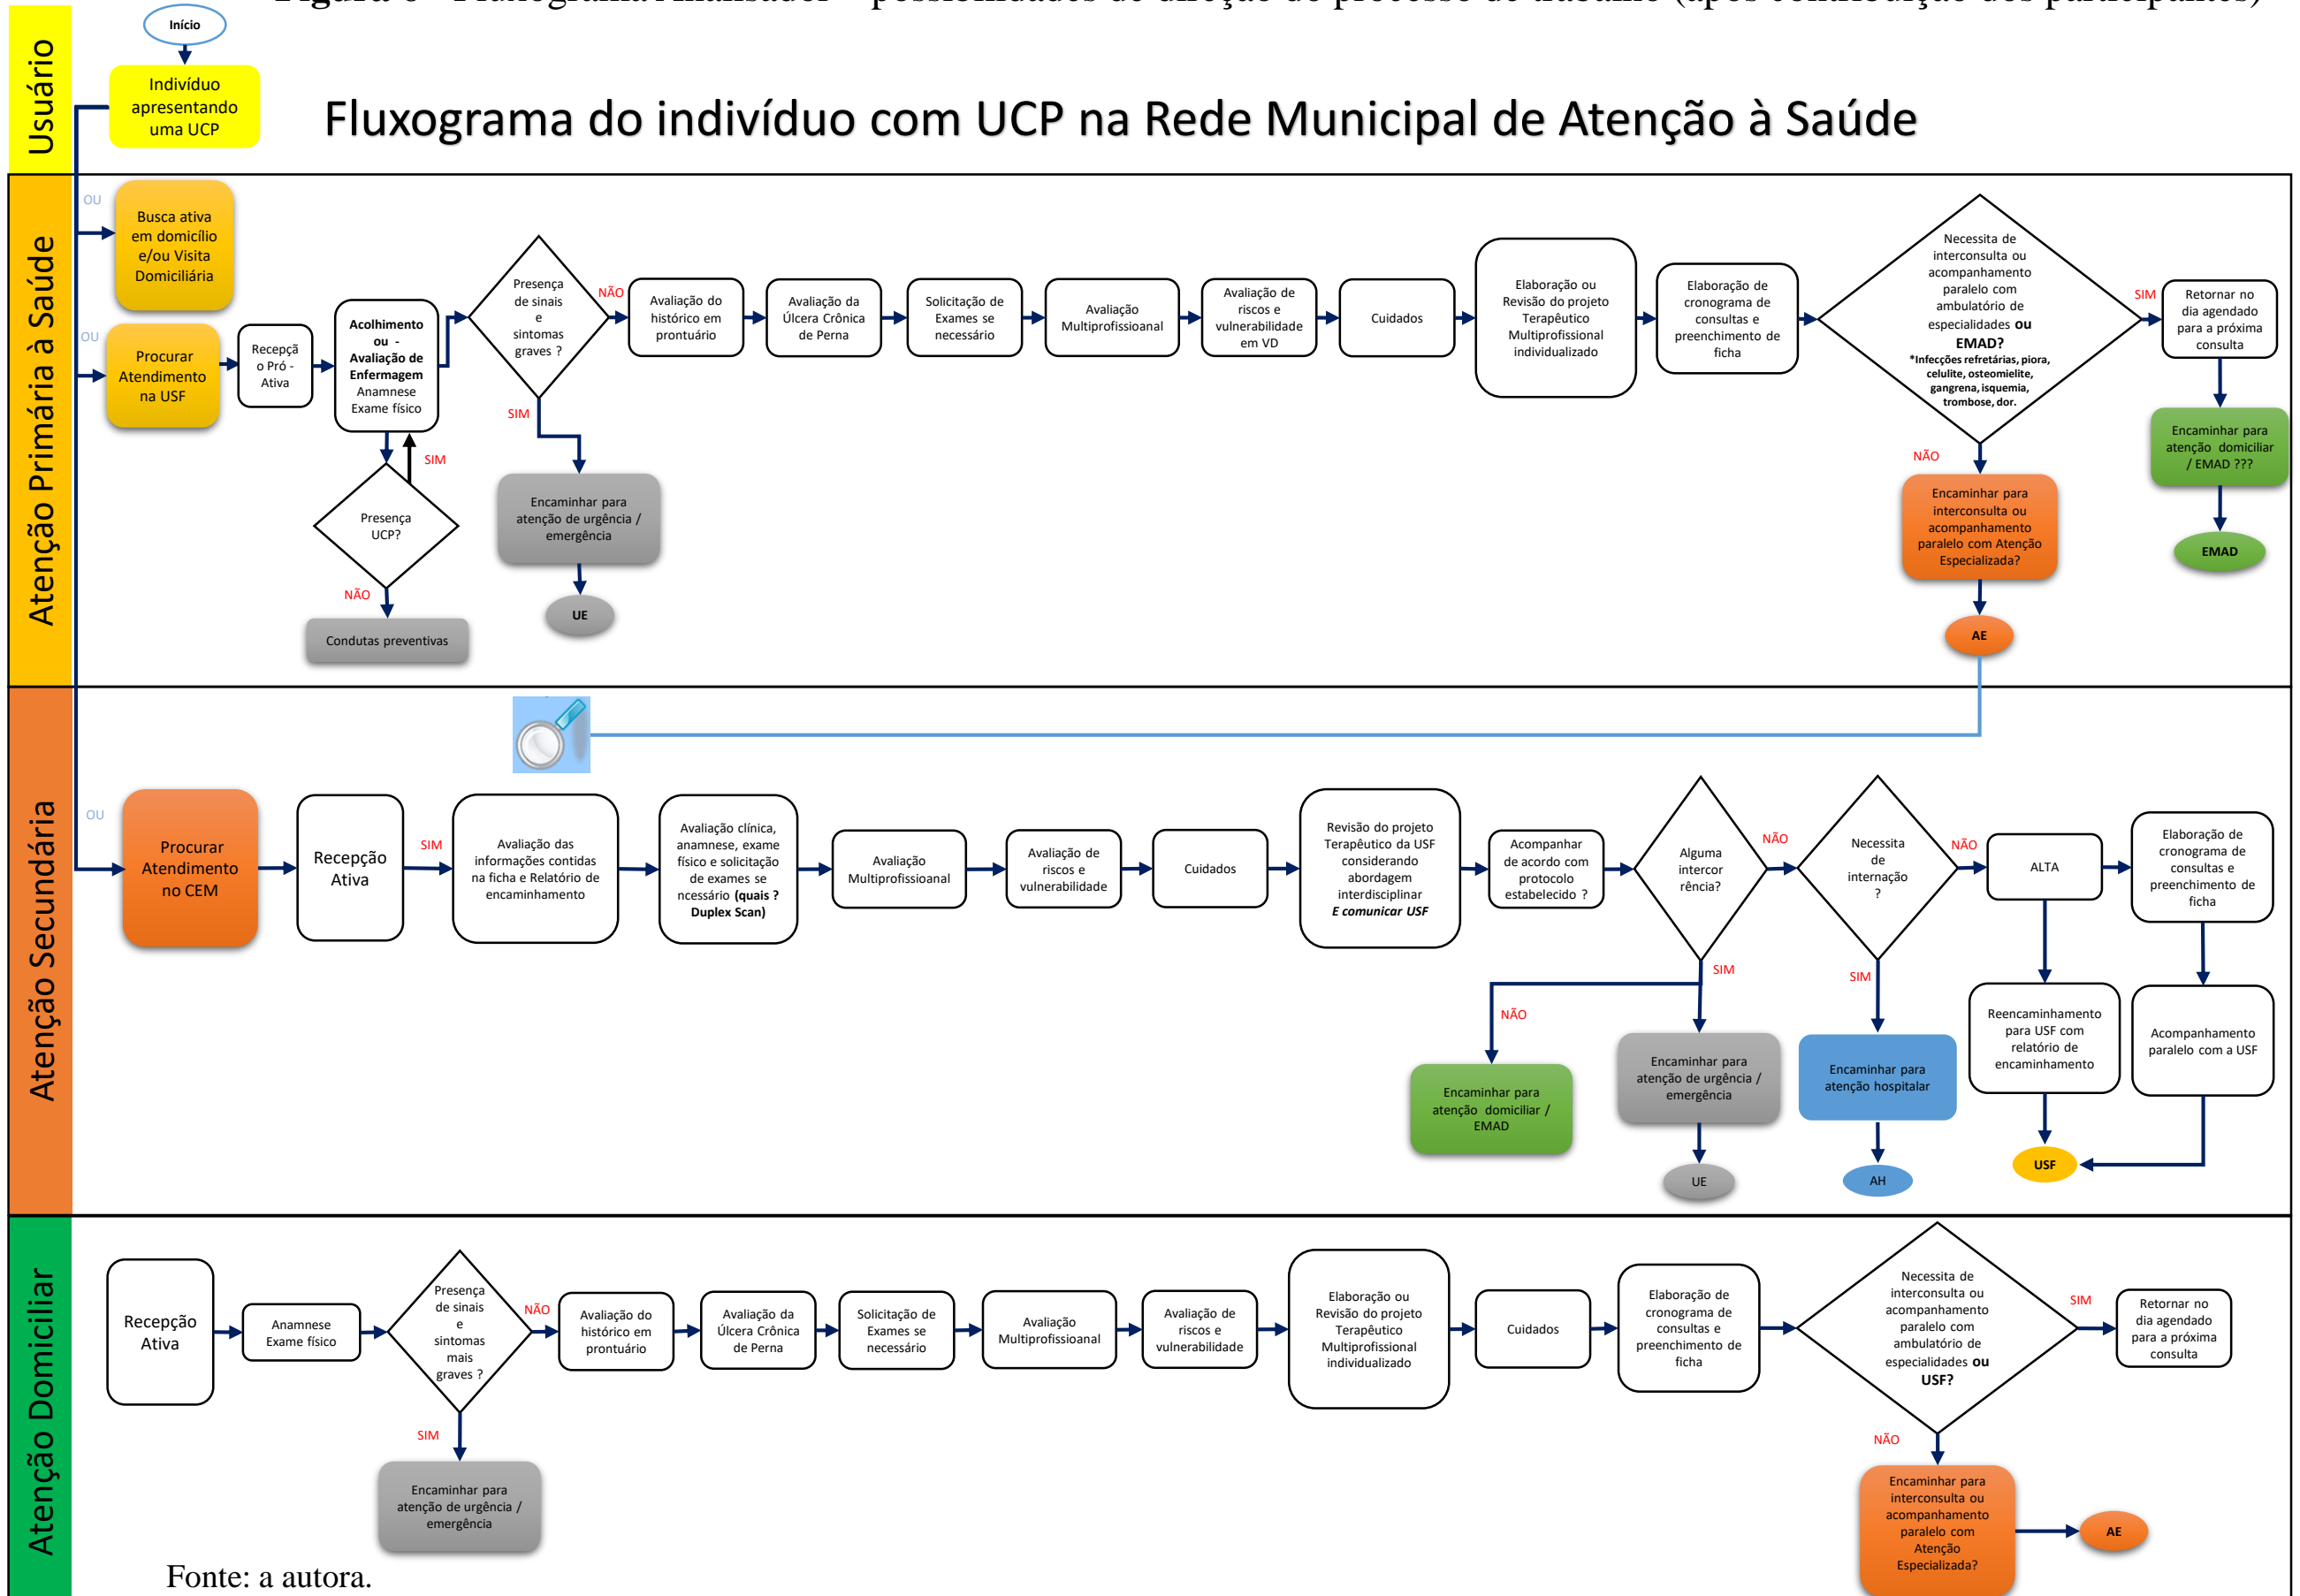 Figura 6 - Fluxograma Analisador – possibilidades de direção do processo de trabalho (após contribuição dos participantes)
Usuário
Início
Indivíduo
apresentando
uma UCP
Fluxograma do indivíduo com UCP na Rede Municipal de Atenção à Saúde
Atenção Primária à Saúde
OU
Busca ativa
em domicílio
e/ou Visita
Domiciliária
OU
Procurar
Atendimento
na USF
Recepçã
o Pró -
Ativa
Acolhimento
ou -
Avaliação de
Enfermagem
Anamnese
Exame físico
SIM
Presença
UCP?
NÃO
Condutas preventivas
Presença
de sinais
e
sintomas
graves ?
NÃO
SIM
Encaminhar para
atenção de urgência /
emergência
UE
Avaliação do
histórico em
prontuário
Avaliação da
Úlcera Crônica
de Perna
Solicitação de
Exames se
necessário
Avaliação
Multiprofissioanal
Avaliação de
riscos e
vulnerabilidade
em VD
Cuidados
Elaboração ou
Revisão do projeto
Terapêutico
Multiprofissional
individualizado
Elaboração de
cronograma de
consultas e
preenchimento de
ficha
Necessita de
interconsulta ou
acompanhamento
paralelo com
ambulatório de
especialidades ou
EMAD?
*Infecções refretárias, piora,
celulite, osteomielite,
gangrena, isquemia,
trombose, dor.
SIM
Retornar no
dia agendado
para a próxima
consulta
Encaminhar para
atenção domiciliar
/ EMAD ???
EMAD
NÃO
Encaminhar para
interconsulta ou
acompanhamento
paralelo com Atenção
Especializada?
AE
Atenção Secundária
OU
Procurar
Atendimento
no CEM
Recepção
Ativa
SIM
Avaliação das
informações contidas
na ficha e Relatório de
encaminhamento
Avaliação clínica,
anamnese, exame
físico e solicitação
de exames se
ncessário (quais ?
Duplex Scan)
Avaliação
Multiprofissioanal
Avaliação de
riscos e
vulnerabilidade
Cuidados
Revisão do projeto
Terapêutico da USF
considerando
abordagem
interdisciplinar
E comunicar USF
Acompanhar
de acordo com
protocolo
estabelecido ?
Alguma
intercor
rência?
NÃO
SIM
NÃO
Encaminhar para
atenção domiciliar /
EMAD
Encaminhar para
atenção de urgência /
emergência
UE
Necessita
de
internação
?
NÃO
SIM
Encaminhar para
atenção hospitalar
AH
ALTA
Reencaminhamento
para USF com
relatório de
encaminhamento
USF
Elaboração de
cronograma de
consultas e
preenchimento de
ficha
Acompanhamento
paralelo com a USF
Atenção Domiciliar
Recepção
Ativa
Anamnese
Exame físico
Presença
de sinais
e
sintomas
mais
graves ?
NÃO
SIM
Encaminhar para
atenção de urgência /
emergência
Avaliação do
histórico em
prontuário
Avaliação da
Úlcera Crônica
de Perna
Solicitação de
Exames se
necessário
Avaliação
Multiprofissioanal
Avaliação de
riscos e
vulnerabilidade
Elaboração ou
Revisão do projeto
Terapêutico
Multiprofissional
individualizado
Cuidados
Elaboração de
cronograma de
consultas e
preenchimento de
ficha
Necessita de
interconsulta ou
acompanhamento
paralelo com
ambulatório de
especialidades ou
USF?
SIM
Retornar no
dia agendado
para a próxima
consulta
NÃO
Encaminhar para
interconsulta ou
acompanhamento
paralelo com
Atenção
Especializada?
AE
Fonte: a autora.